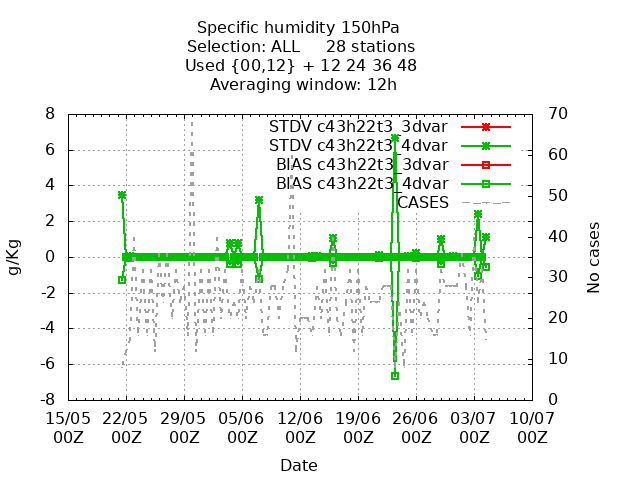 Specific humidity 150hPa
Selection: ALL 28 stations
Used {00,12} + 12 24 36 48
Averaging window: 12h
STDV c43h22t3_3dvar
STDV c43h22t3_4dvar
BIAS c43h22t3_3dvar
BIAS c43h22t3_4dvar
CASES
8
6
4
2
0
-2
-4
-6
-8
g/Kg
70
60
50
40
30
20
10
0
No cases
15/05 22/05 29/05 05/06 12/06 19/06 26/06 03/07 10/07
00Z 00Z 00Z 00Z 00Z 00Z 00Z 00Z 00Z
Date